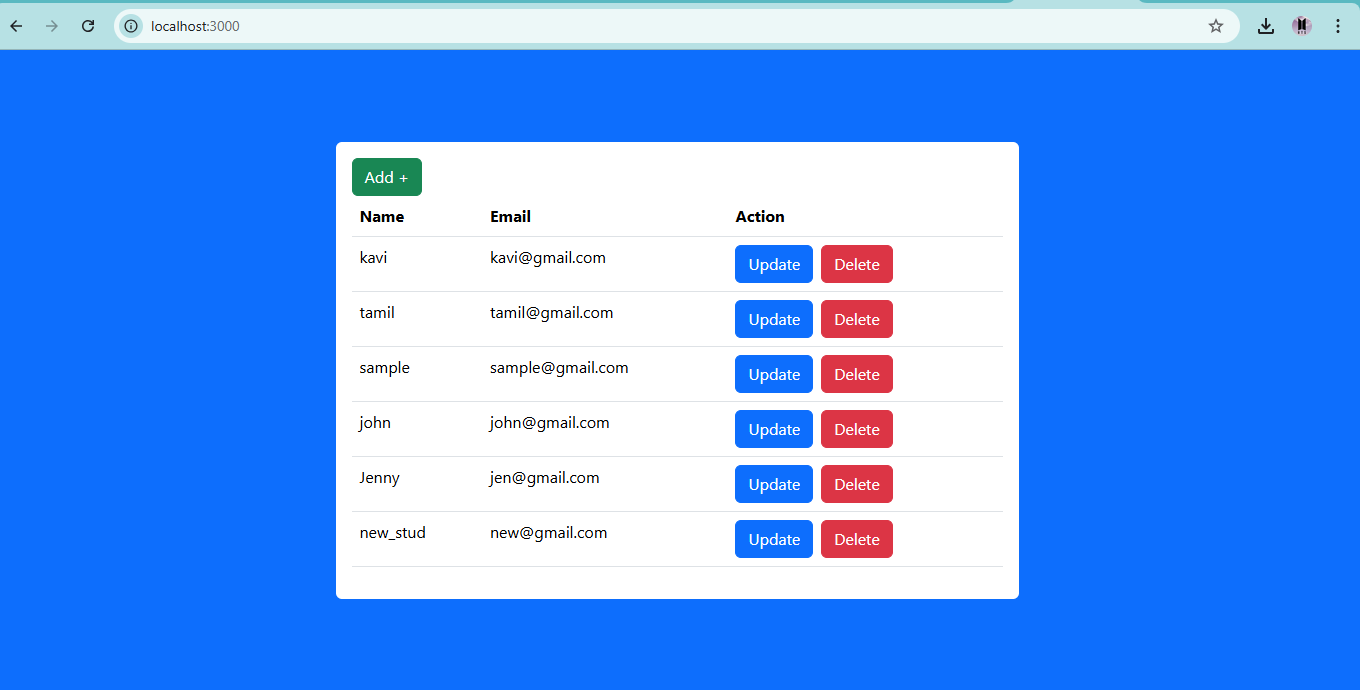 localhost:3000
Add +
Name Email Action
kavi kavi@gmail.com Update Delete
tamil tamil@gmail.com Update Delete
sample sample@gmail.com Update Delete
john john@gmail.com Update Delete
Jenny jen@gmail.com Update Delete
new_stud new@gmail.com Update Delete